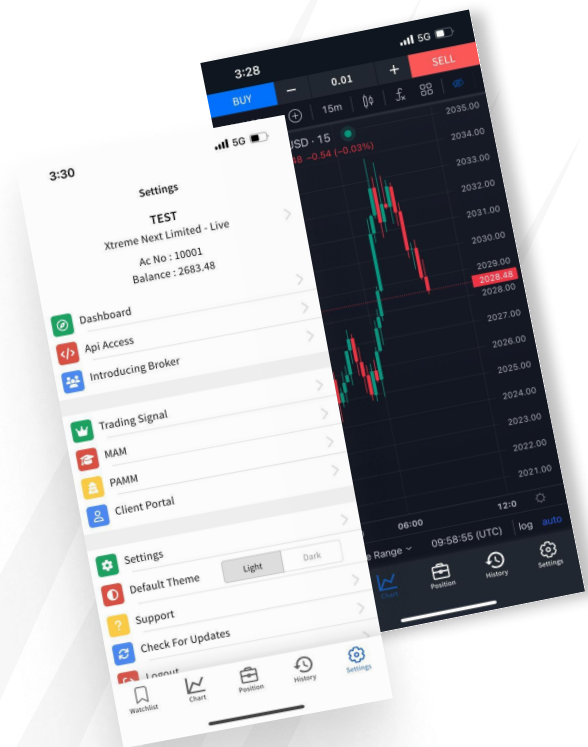 3:28
5G
BUY
0.01
SELL
15m
JSD · 15
48 -0.54 (-0.03%)
2035.00
2034.00
2033.00
2032.00
2031.00
2030.00
2029.00
2028.48
2028.00
2027.00
2026.00
2025.00
2024.00
2023.00
2022.00
2021.00
06:00
12:0
e Range
09:58:55 (UTC)
log
auto
Chart
Position
History
Settings
3:30
5G
Settings
TEST
Xtreme Next Limited - Live
Ac No : 10001
Balance : 2683.48
Dashboard
Api Access
Introducing Broker
Trading Signal
MAM
PAMM
Client Portal
Settings
Default Theme
Light
Dark
Support
Check For Updates
Logout
Watchlist
Chart
Position
History
Settings